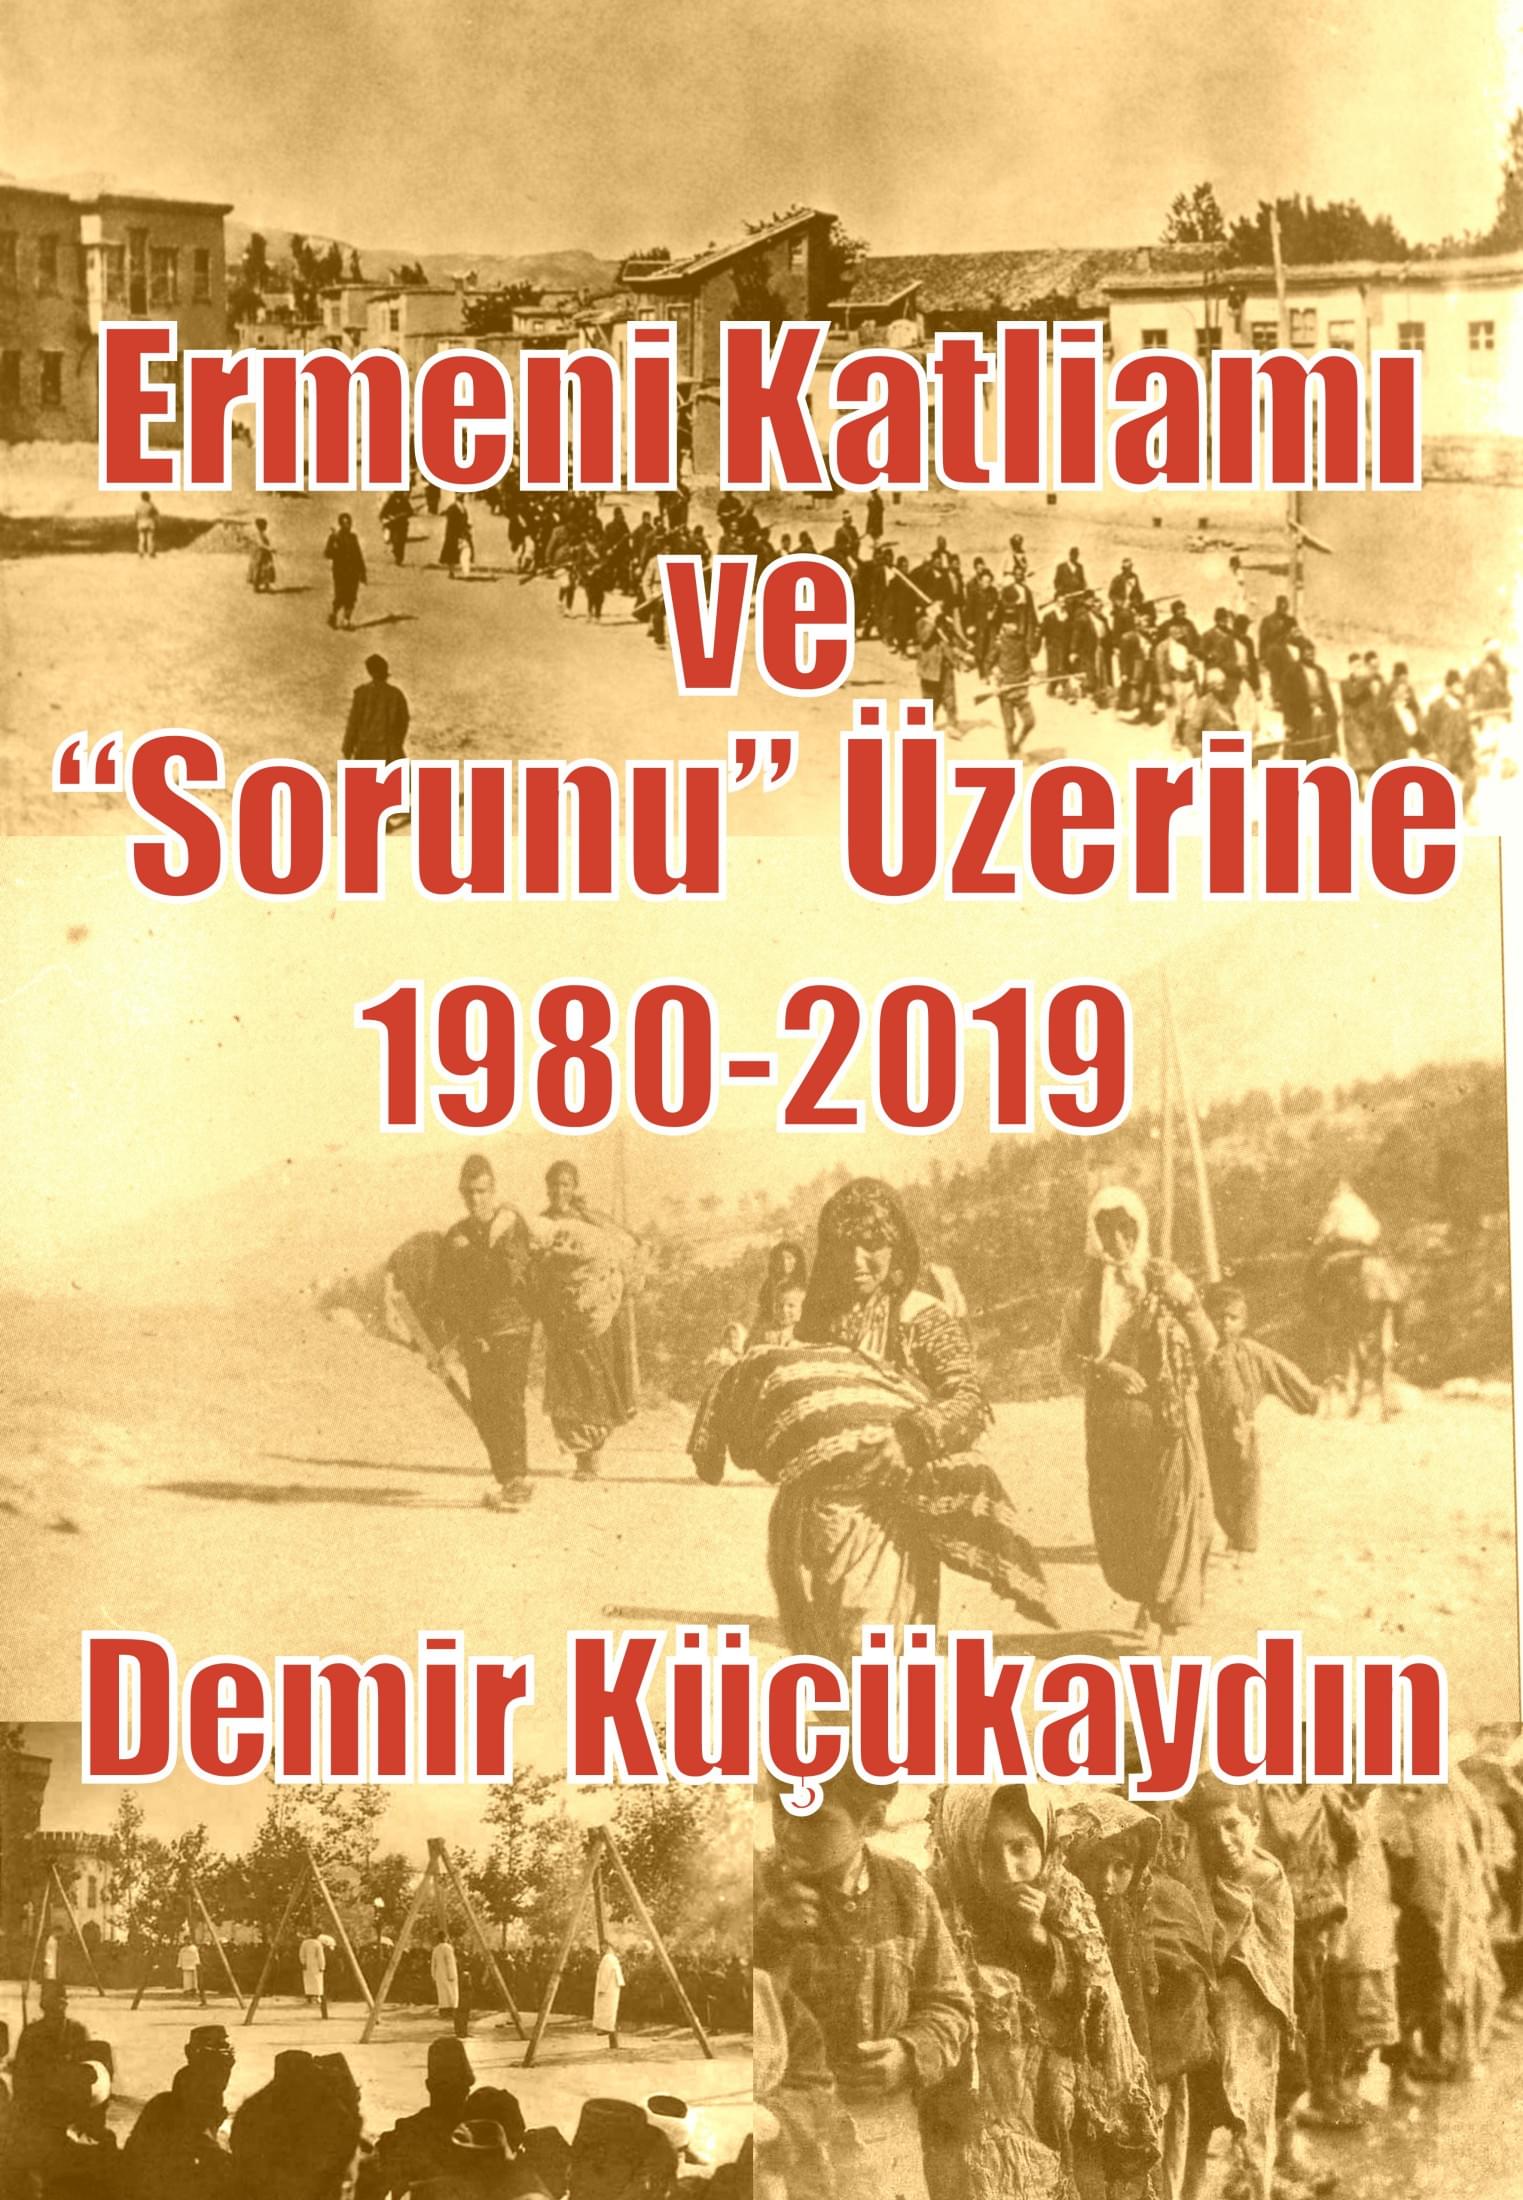 Ermeni Katliamı
ve
“Sorunu” Üzerine
1980-2019
Demir Küçükaydın